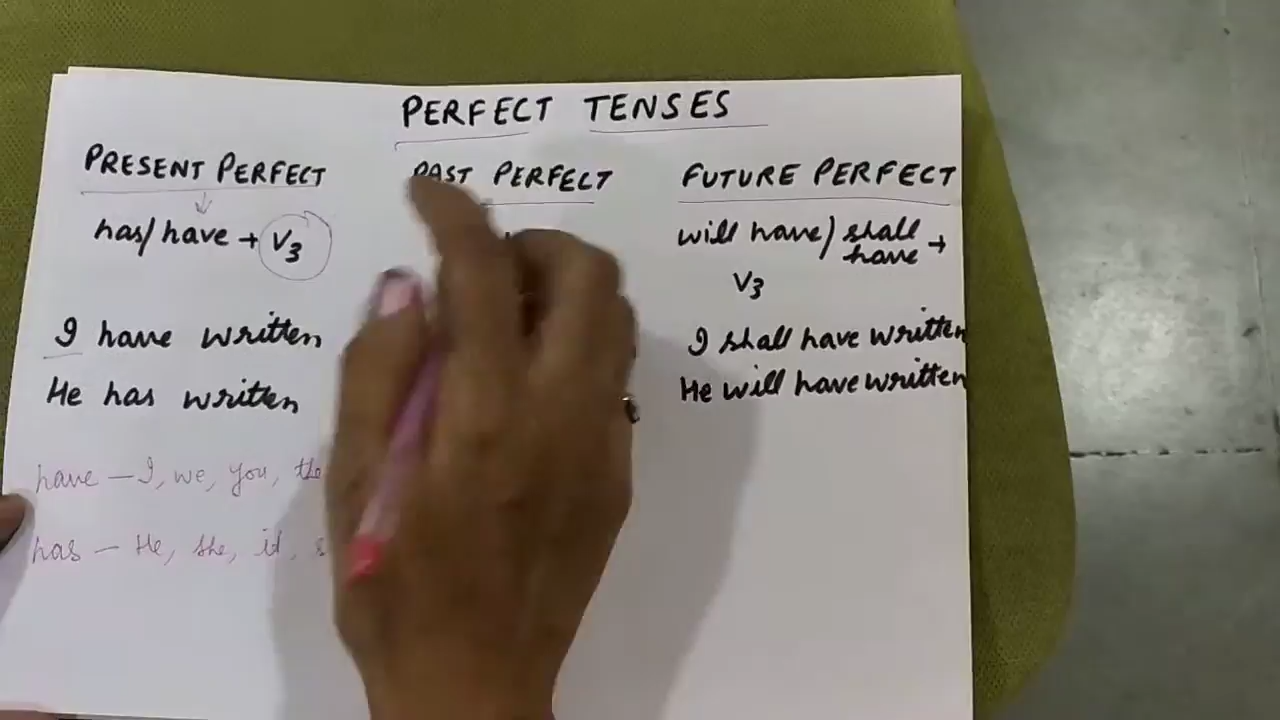 PERFECT TENSES
PRESENT PERFECT
has/have + V3
I have written
He has written
have — I, we, you,
has — He, she, it,
PAST PERFECT
FUTURE PERFECT
will have/shall have +
V3
I shall have written
He will have written